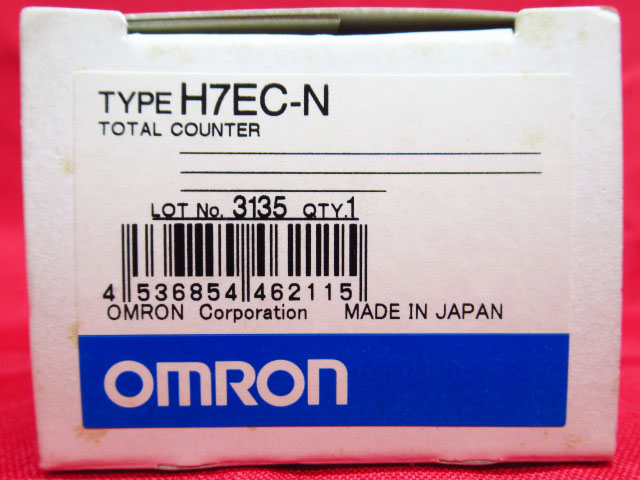 TYPE H7EC-N
TOTAL COUNTER
LOT No. 3135 QTY.1
4 536854 462115
OMRON Corporation MADE IN JAPAN
OMRON